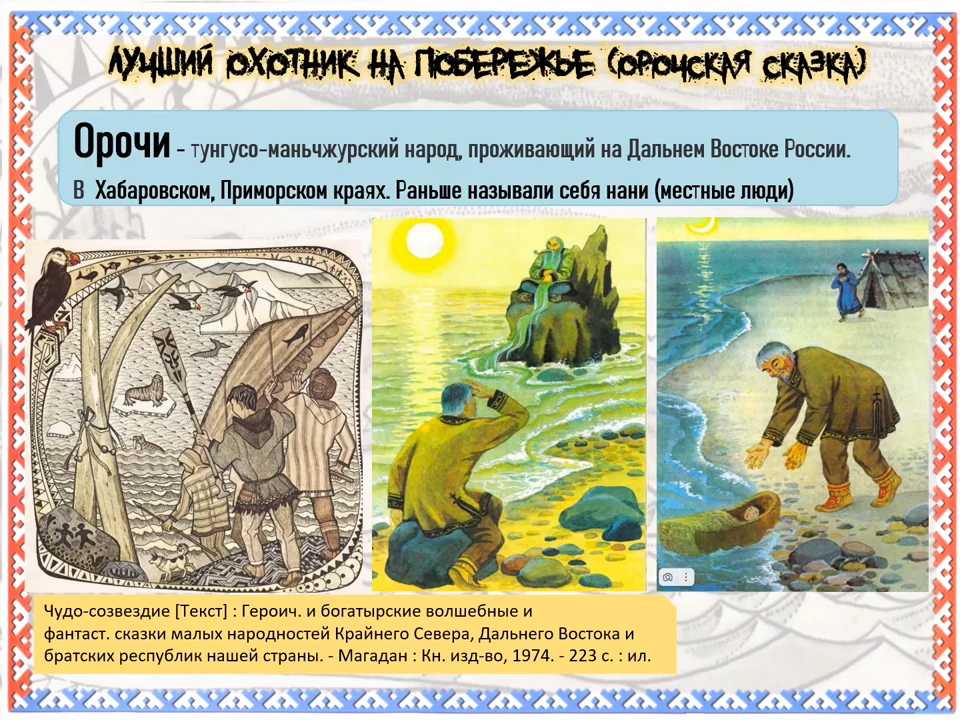 ЛУЧШИЙ ОХОТНИК НА ПОБЕРЕЖЬЕ (ОРОЧСКАЯ СКАЗКА)
Орочи - тунгусо-маньчжурский народ, проживающий на Дальнем Востоке России.
В Хабаровском, Приморском краях. Раньше называли себя нани (местные люди)
Чудо-созвездие [Текст] : Героич. и богатырские волшебные и
фантаст. сказки малых народностей Крайнего Севера, Дальнего Востока и
братских республик нашей страны. - Магадан : Кн. изд-во, 1974. - 223 с. : ил.